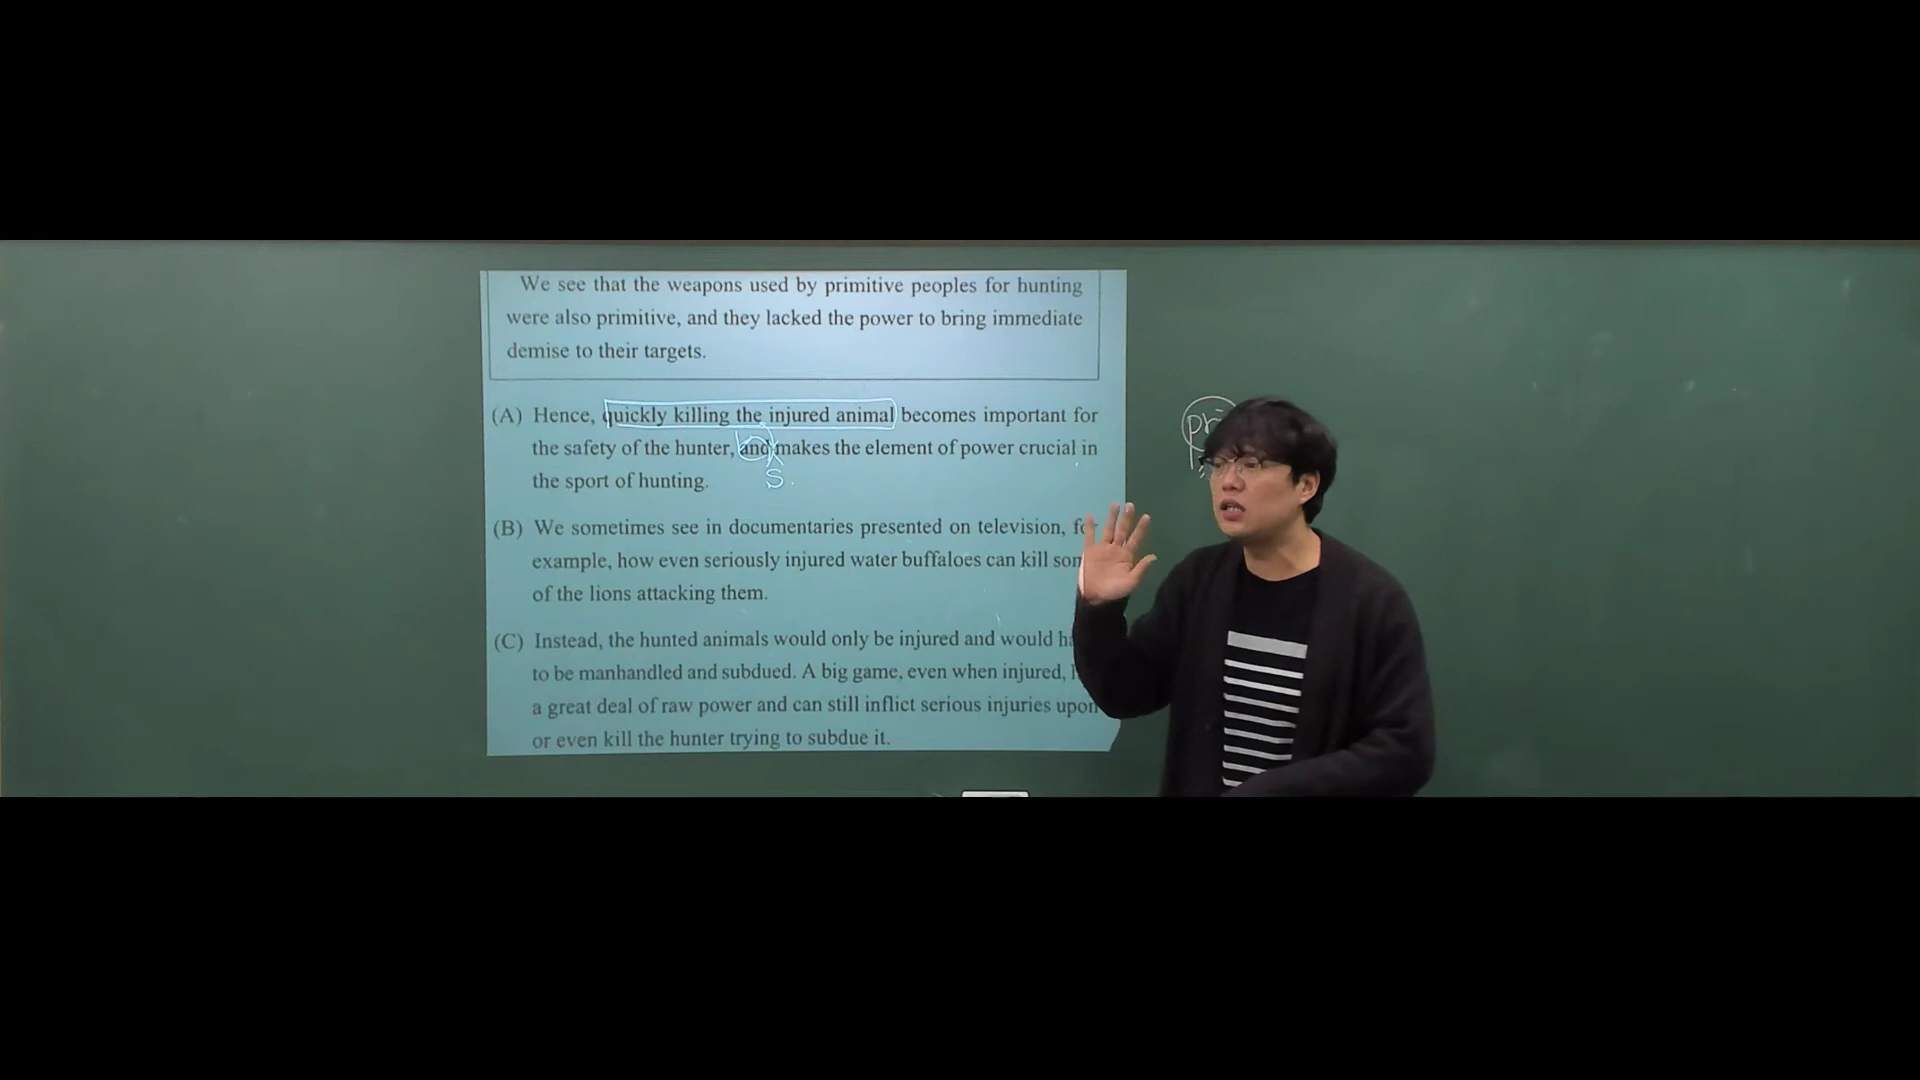 We see that the weapons used by primitive peoples for hunting
were also primitive, and they lacked the power to bring immediate
demise to their targets.
(A) Hence, quickly killing the injured animal becomes important for
the safety of the hunter, and makes the element of power crucial in
the sport of hunting.
S.
(B) We sometimes see in documentaries presented on television, for
example, how even seriously injured water buffaloes can kill som
of the lions attacking them.
(C) Instead, the hunted animals would only be injured and would ha
to be manhandled and subdued. A big game, even when injured,
a great deal of raw power and can still inflict serious injuries upon
or even kill the hunter trying to subdue it.
pri